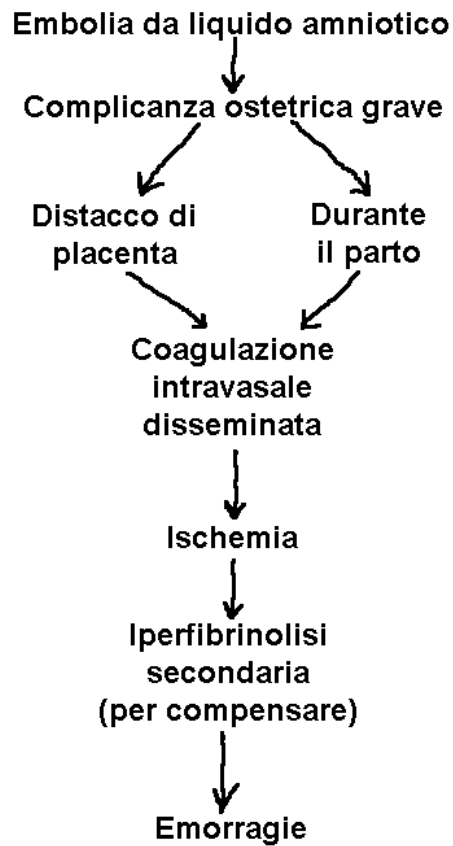 Embolia da liquido amniotico
Complicanza ostetrica grave
Distacco di
placenta
Durante
il parto
Coagulazione
intravasale
disseminata
Ischemia
Iperfibrinolisi
secondaria
(per compensare)
Emorragie